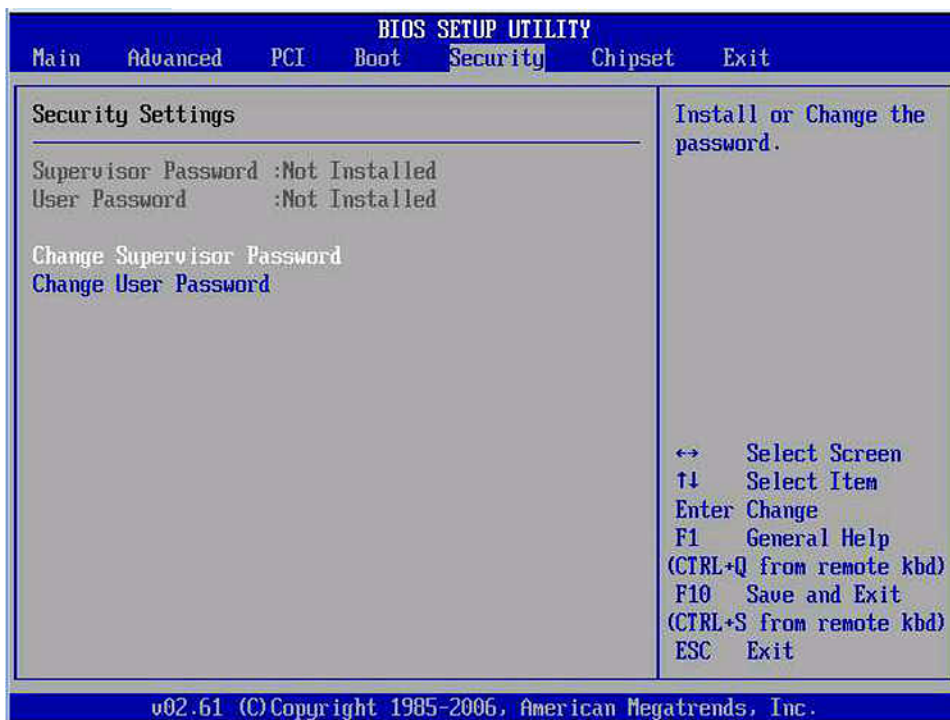 BIOS SETUP UTILITY
Main Advanced PCI Boot Security Chipset Exit
Security Settings
Supervisor Password :Not Installed
User Password :Not Installed
Change Supervisor Password
Change User Password
Install or Change the
password.
↔ Select Screen
↑↓ Select Item
Enter Change
F1 General Help
(CTRL+Q from remote kbd)
F10 Save and Exit
(CTRL+S from remote kbd)
ESC Exit
v02.61 (C)Copyright 1985-2006, American Megatrends, Inc.